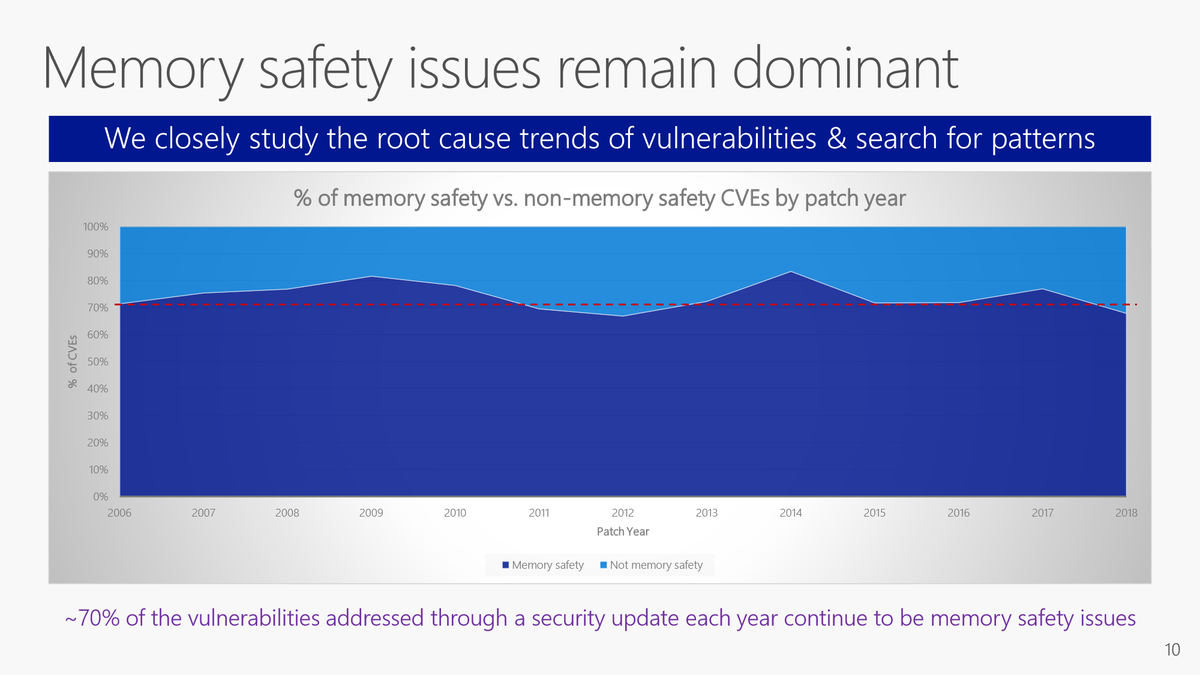 Memory safety issues remain dominant
We closely study the root cause trends of vulnerabilities & search for patterns
% of memory safety vs. non-memory safety CVEs by patch year
100%
90%
80%
70%
60%
50%
40%
30%
20%
10%
0%
% of CVEs
2006 2007 2008 2009 2010 2011 2012 2013 2014 2015 2016 2017 2018
Patch Year
Memory safety Not memory safety
~70% of the vulnerabilities addressed through a security update each year continue to be memory safety issues
10